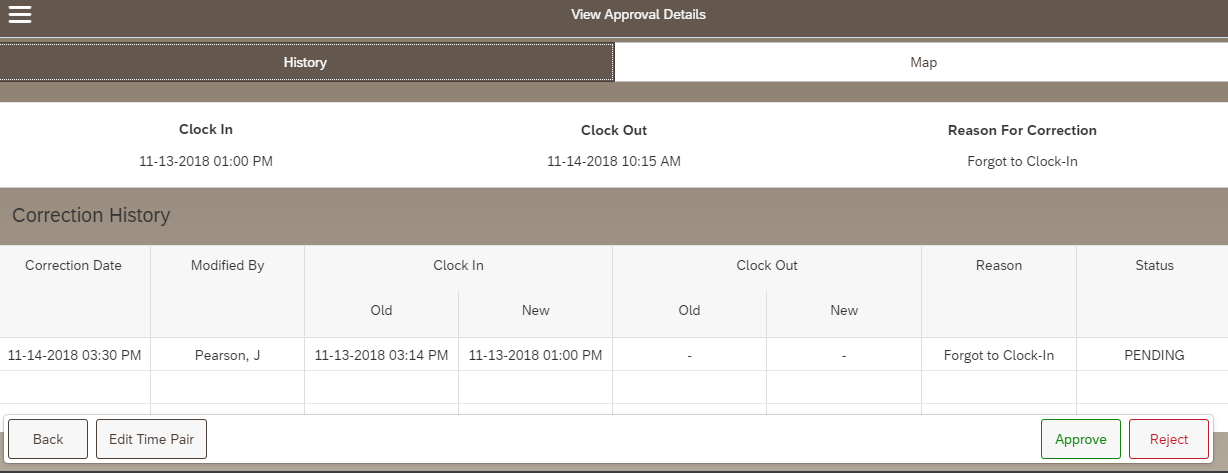 View Approval Details
History Map
Clock In Clock Out Reason For Correction
11-13-2018 01:00 PM 11-14-2018 10:15 AM Forgot to Clock-In
Correction History
Correction Date Modified By Clock In Clock Out Reason Status
Old New Old New
11-14-2018 03:30 PM Pearson, J 11-13-2018 03:14 PM 11-13-2018 01:00 PM - - Forgot to Clock-In PENDING
Back Edit Time Pair Approve Reject